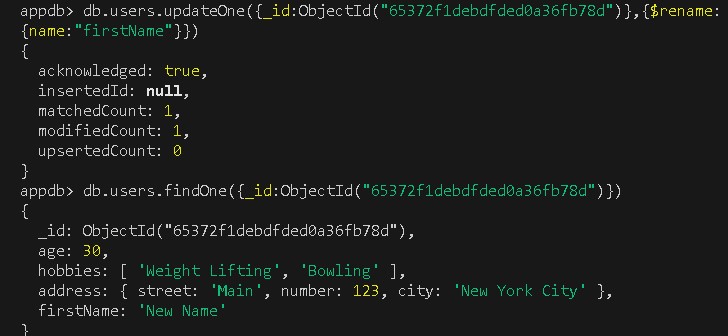 appdb> db.users.updateOne({_id:ObjectId("65372f1debdfded0a36fb78d")},{$rename:
{name:"firstName"}})
{
  acknowledged: true,
  insertedId: null,
  matchedCount: 1,
  modifiedCount: 1,
  upsertedCount: 0
}
appdb> db.users.findOne({_id:ObjectId("65372f1debdfded0a36fb78d")})
{
  _id: ObjectId("65372f1debdfded0a36fb78d"),
  age: 30,
  hobbies: [ 'Weight Lifting', 'Bowling' ],
  address: { street: 'Main', number: 123, city: 'New York City' },
  firstName: 'New Name'
}